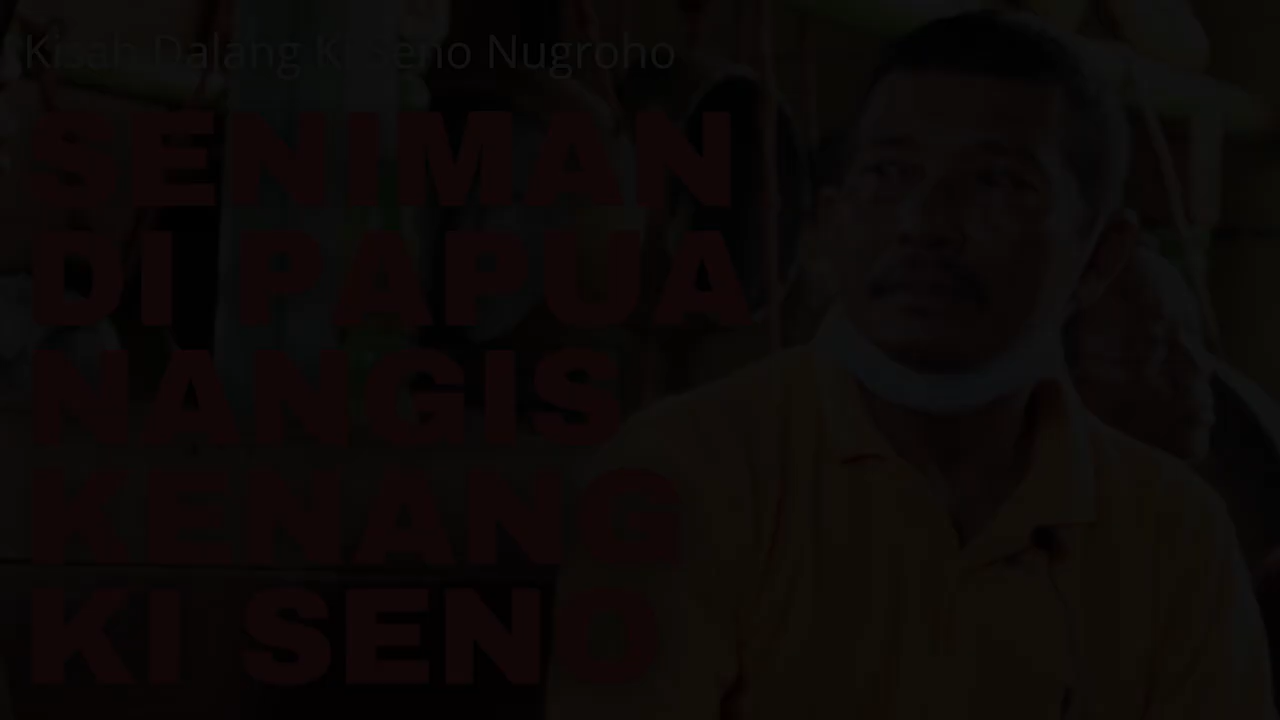 Kisah Dalang Ki Seno Nugroho
SENIMAN
DI PAPUA
NANGIS
KENANG
KI SENO